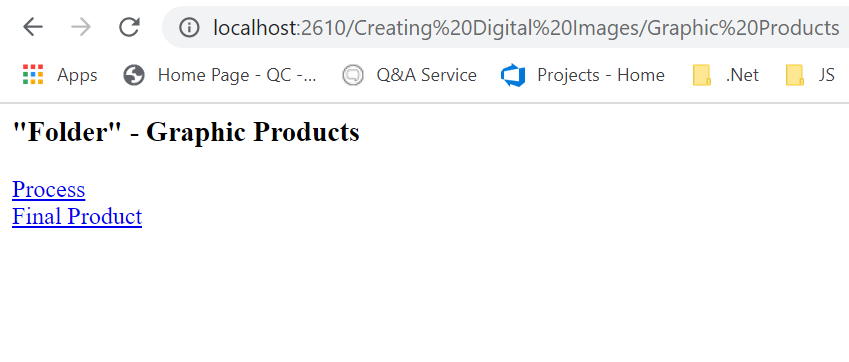 localhost:2610/Creating%20Digital%20Images/Graphic%20Products
Apps Home Page - QC -... Q&A Service Projects - Home .Net JS
"Folder" - Graphic Products
Process
Final Product